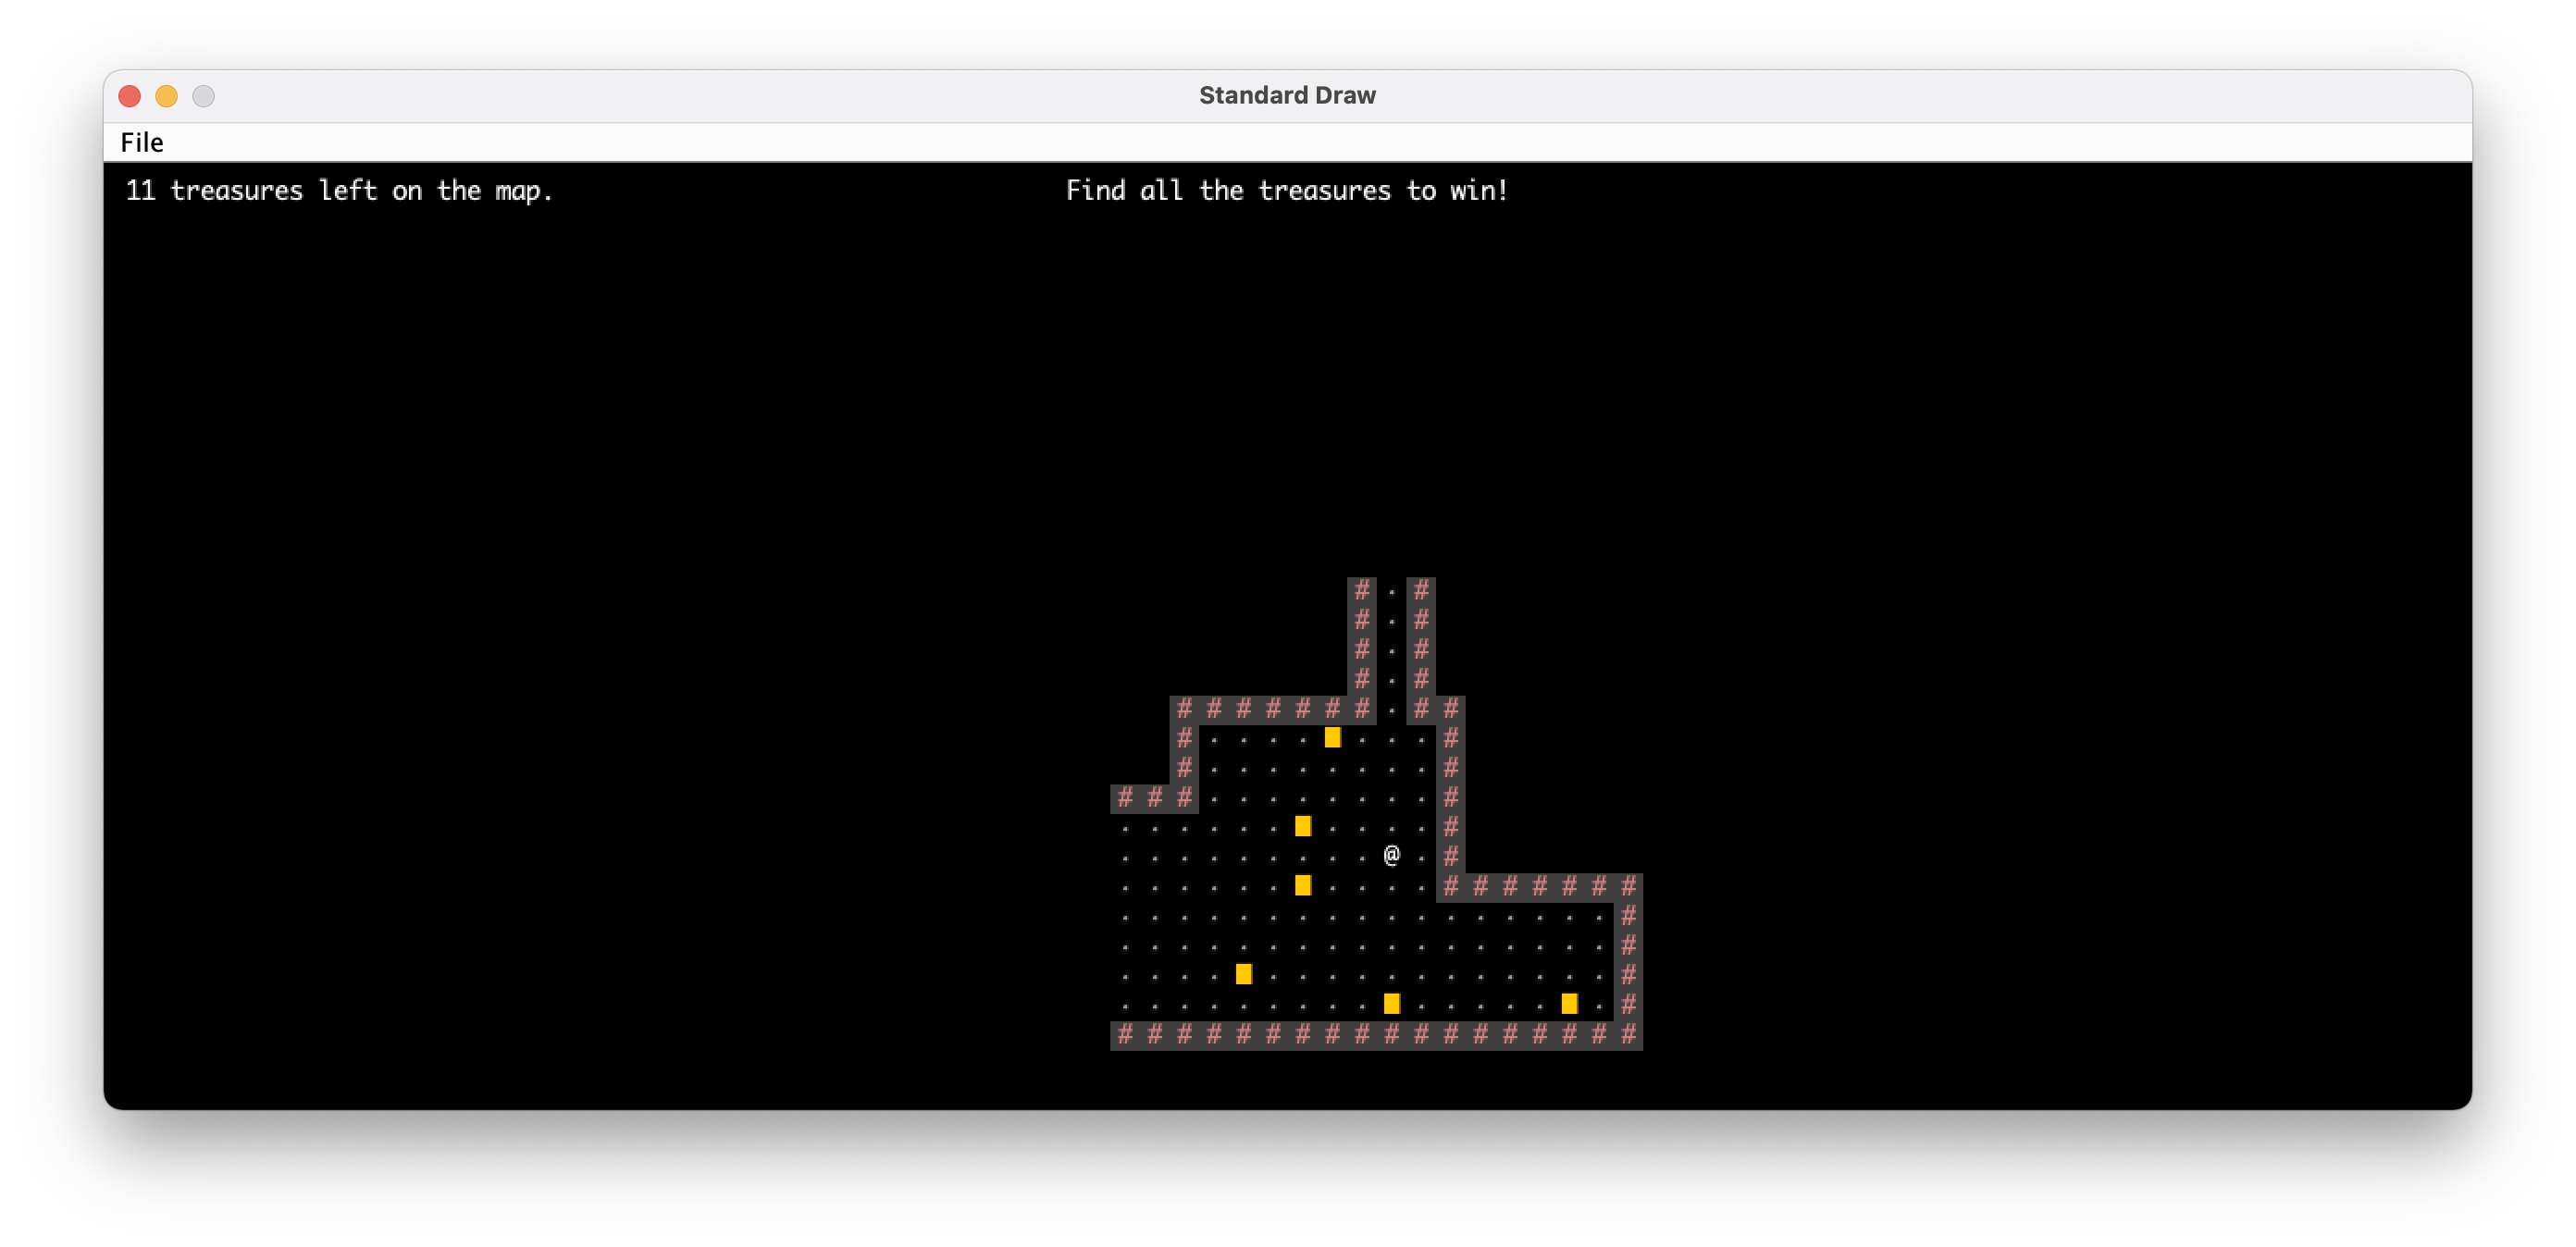 Standard Draw
File
11 treasures left on the map. Find all the treasures to win!
# . #
# . #
# . #
# . #
# # # # # # # . # #
# . . . . . . . #
# . . . . . . . . #
# # # . . . . . . . . #
. . . . . . . . . . #
. . . . . . . . . @ . #
. . . . . . . . . . # # # # # # #
. . . . . . . . . . . . . . . . . #
. . . . . . . . . . . . . . . . . #
. . . . . . . . . . . . . . . . #
. . . . . . . . . . . . . . . #
# # # # # # # # # # # # # # # # # #